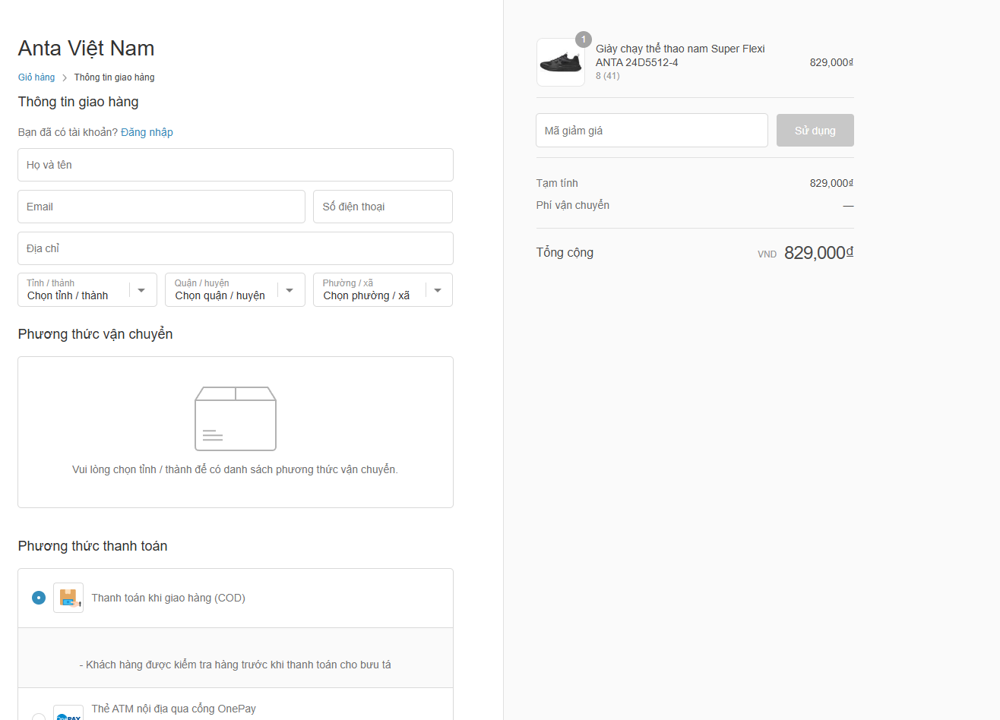 Anta Việt Nam
Giỏ hàng > Thông tin giao hàng
Thông tin giao hàng
Bạn đã có tài khoản? Đăng nhập
Họ và tên
Email
Số điện thoại
Địa chỉ
Tỉnh / thành
Chọn tỉnh / thành
Quận / huyện
Chọn quận / huyện
Phường / xã
Chọn phường / xã
Phương thức vận chuyển
Vui lòng chọn tỉnh / thành để có danh sách phương thức vận chuyển.
Phương thức thanh toán
Thanh toán khi giao hàng (COD)
- Khách hàng được kiểm tra hàng trước khi thanh toán cho bưu tá
Thẻ ATM nội địa qua cổng OnePay
1
Giày chạy thể thao nam Super Flexi
ANTA 24D5512-4
8 (41)
829,000₫
Mã giảm giá
Sử dụng
Tạm tính
829,000₫
Phí vận chuyển
—
Tổng cộng
VND 829,000₫